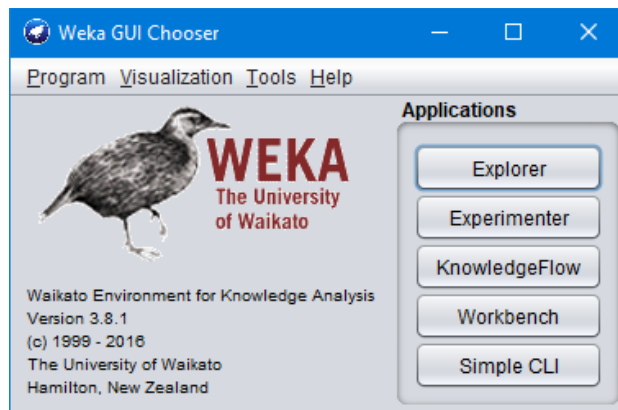 Weka GUI Chooser
Program Visualization Tools Help
WEKA
The University
of Waikato
Waikato Environment for Knowledge Analysis
Version 3.8.1
(c) 1999 - 2016
The University of Waikato
Hamilton, New Zealand
Applications
Explorer
Experimenter
KnowledgeFlow
Workbench
Simple CLI